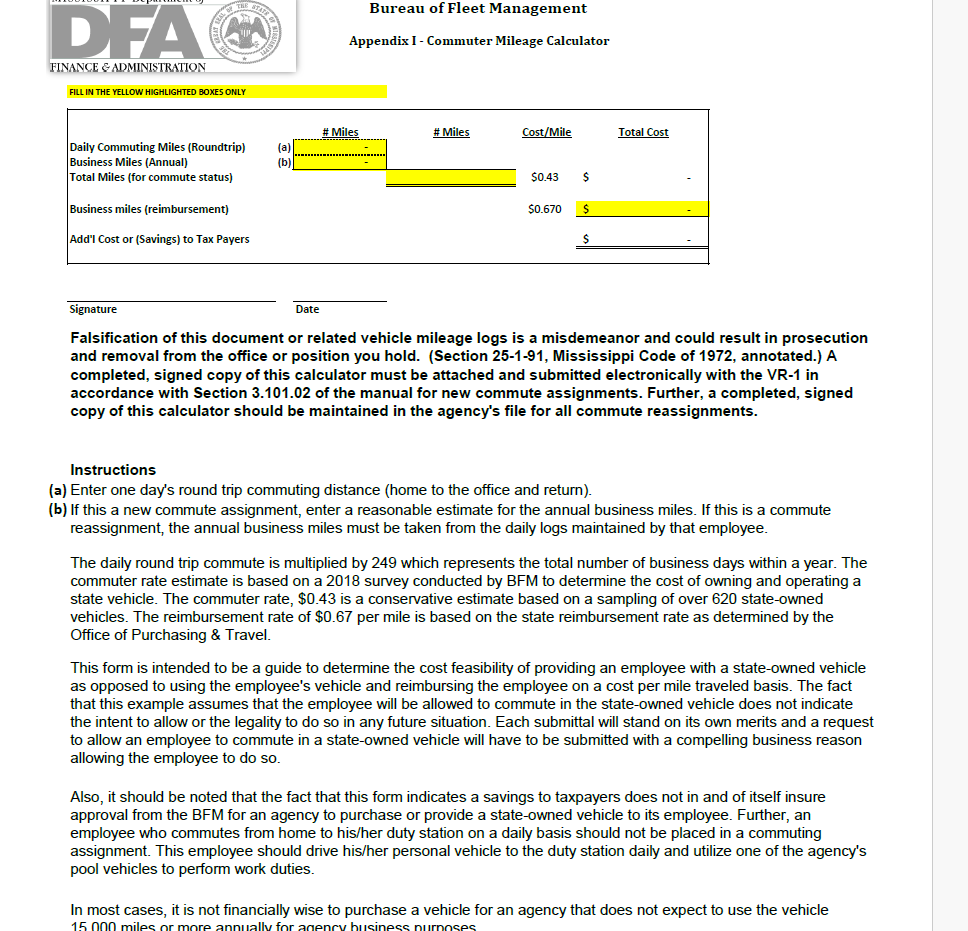 MISSISSIPPI Department of
DFA
FINANCE & ADMINISTRATION
Bureau of Fleet Management
Appendix I - Commuter Mileage Calculator
FILL IN THE YELLOW HIGHLIGHTED BOXES ONLY
# Miles # Miles Cost/Mile Total Cost
Daily Commuting Miles (Roundtrip) (a) -
Business Miles (Annual) (b) -
Total Miles (for commute status) $0.43 $ -
Business miles (reimbursement) $0.670 $ -
Add'l Cost or (Savings) to Tax Payers $ -
Signature Date
Falsification of this document or related vehicle mileage logs is a misdemeanor and could result in prosecution
and removal from the office or position you hold. (Section 25-1-91, Mississippi Code of 1972, annotated.) A
completed, signed copy of this calculator must be attached and submitted electronically with the VR-1 in
accordance with Section 3.101.02 of the manual for new commute assignments. Further, a completed, signed
copy of this calculator should be maintained in the agency's file for all commute reassignments.
Instructions
(a) Enter one day's round trip commuting distance (home to the office and return).
(b) If this a new commute assignment, enter a reasonable estimate for the annual business miles. If this is a commute
reassignment, the annual business miles must be taken from the daily logs maintained by that employee.
The daily round trip commute is multiplied by 249 which represents the total number of business days within a year. The
commuter rate estimate is based on a 2018 survey conducted by BFM to determine the cost of owning and operating a
state vehicle. The commuter rate, $0.43 is a conservative estimate based on a sampling of over 620 state-owned
vehicles. The reimbursement rate of $0.67 per mile is based on the state reimbursement rate as determined by the
Office of Purchasing & Travel.
This form is intended to be a guide to determine the cost feasibility of providing an employee with a state-owned vehicle
as opposed to using the employee's vehicle and reimbursing the employee on a cost per mile traveled basis. The fact
that this example assumes that the employee will be allowed to commute in the state-owned vehicle does not indicate
the intent to allow or the legality to do so in any future situation. Each submittal will stand on its own merits and a request
to allow an employee to commute in a state-owned vehicle will have to be submitted with a compelling business reason
allowing the employee to do so.
Also, it should be noted that the fact that this form indicates a savings to taxpayers does not in and of itself insure
approval from the BFM for an agency to purchase or provide a state-owned vehicle to its employee. Further, an
employee who commutes from home to his/her duty station on a daily basis should not be placed in a commuting
assignment. This employee should drive his/her personal vehicle to the duty station daily and utilize one of the agency's
pool vehicles to perform work duties.
In most cases, it is not financially wise to purchase a vehicle for an agency that does not expect to use the vehicle
15,000 miles or more annually for agency business purposes.